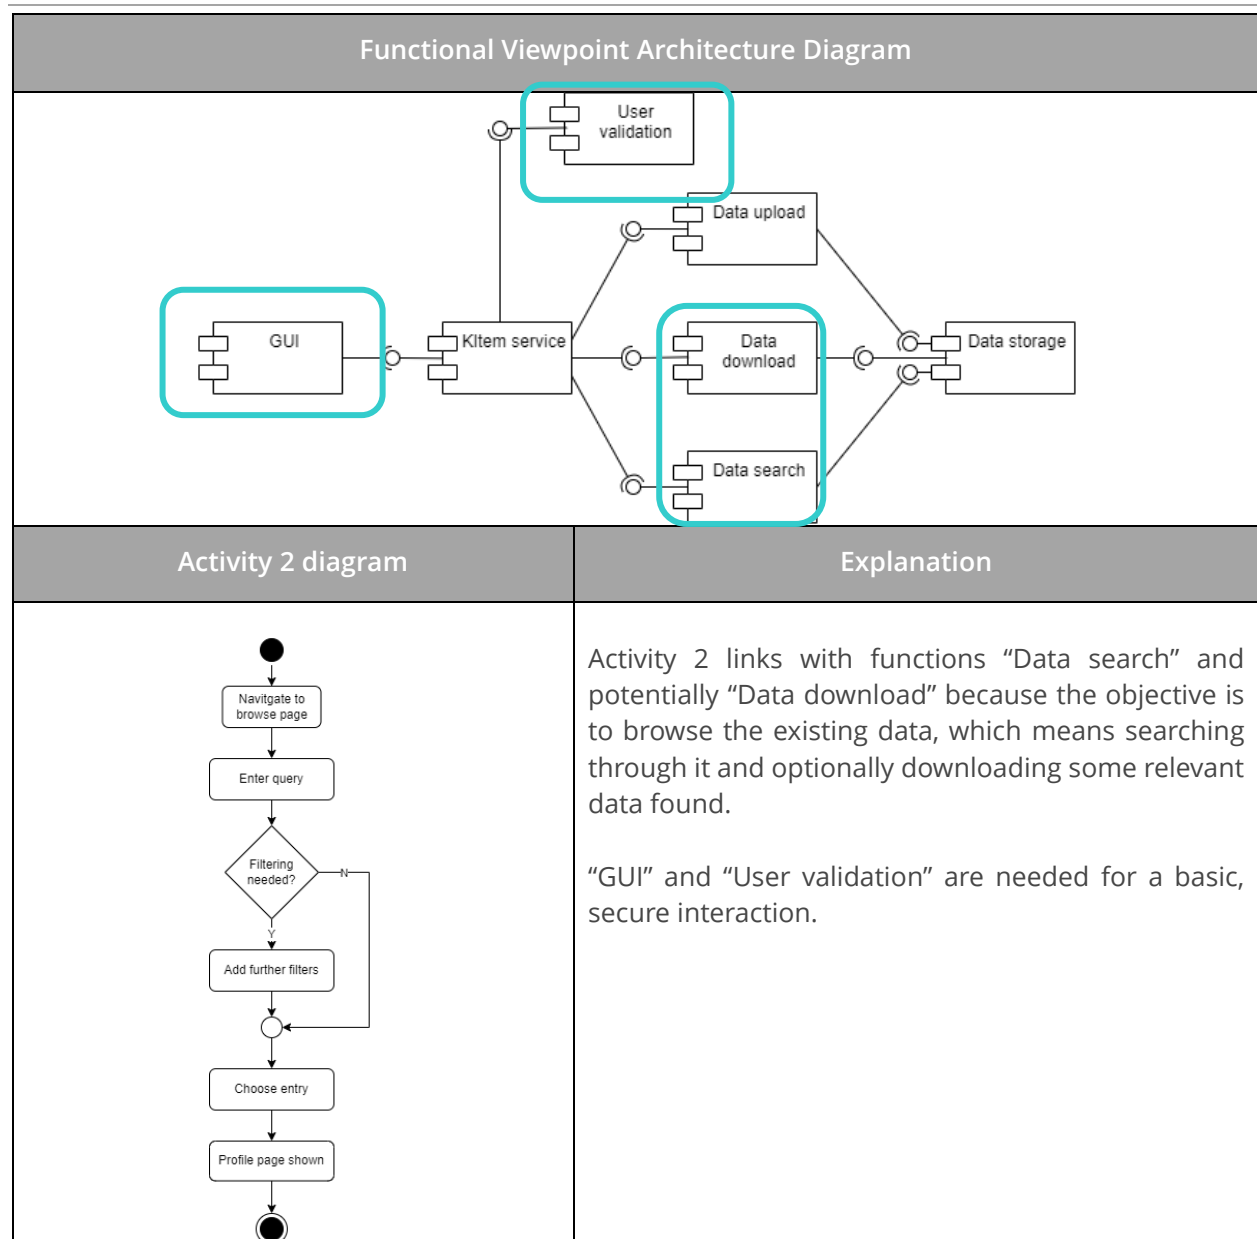 Functional Viewpoint Architecture Diagram
User
validation
Data upload
GUI
KItem service
Data
download
Data storage
Data search
Activity 2 diagram
Explanation
Navitgate to
browse page
Enter query
Filtering
needed?
N
Y
Add further filters
Choose entry
Profile page shown
Activity 2 links with functions “Data search” and
potentially “Data download” because the objective is
to browse the existing data, which means searching
through it and optionally downloading some relevant
data found.
“GUI” and “User validation” are needed for a basic,
secure interaction.